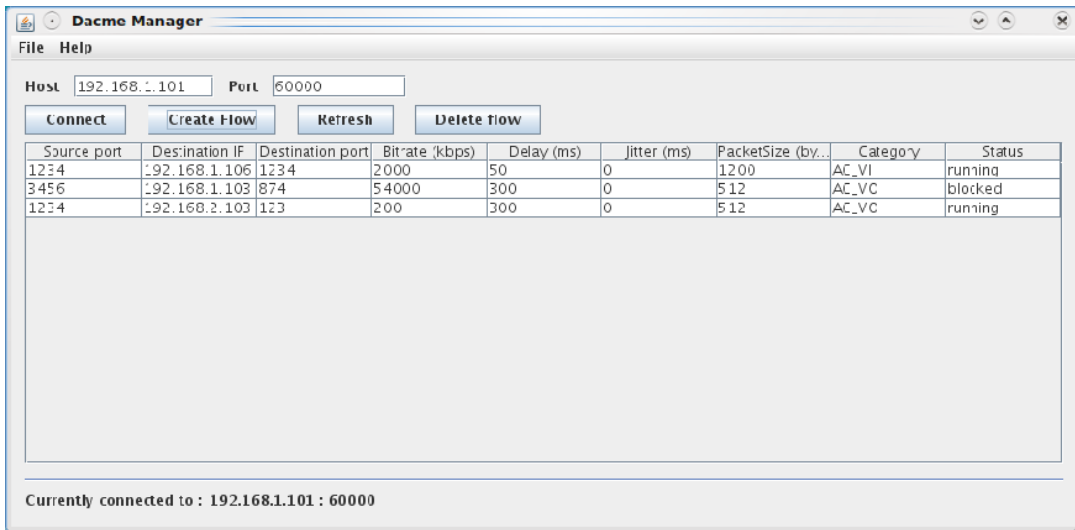 Dacme Manager
File Help
Host 192.168.1.101 Port 60000
Connect Create Flow Refresh Delete flow
Source port Destination IP Destination port Bitrate (kbps) Delay (ms) Jitter (ms) PacketSize (by... Category Status
1234 192.168.1.106 1234 2000 50 0 1200 AC_VI running
3456 192.168.1.103 874 54000 300 0 512 AC_VO blocked
1234 192.168.2.103 123 200 300 0 512 AC_VO running
Currently connected to : 192.168.1.101 : 60000